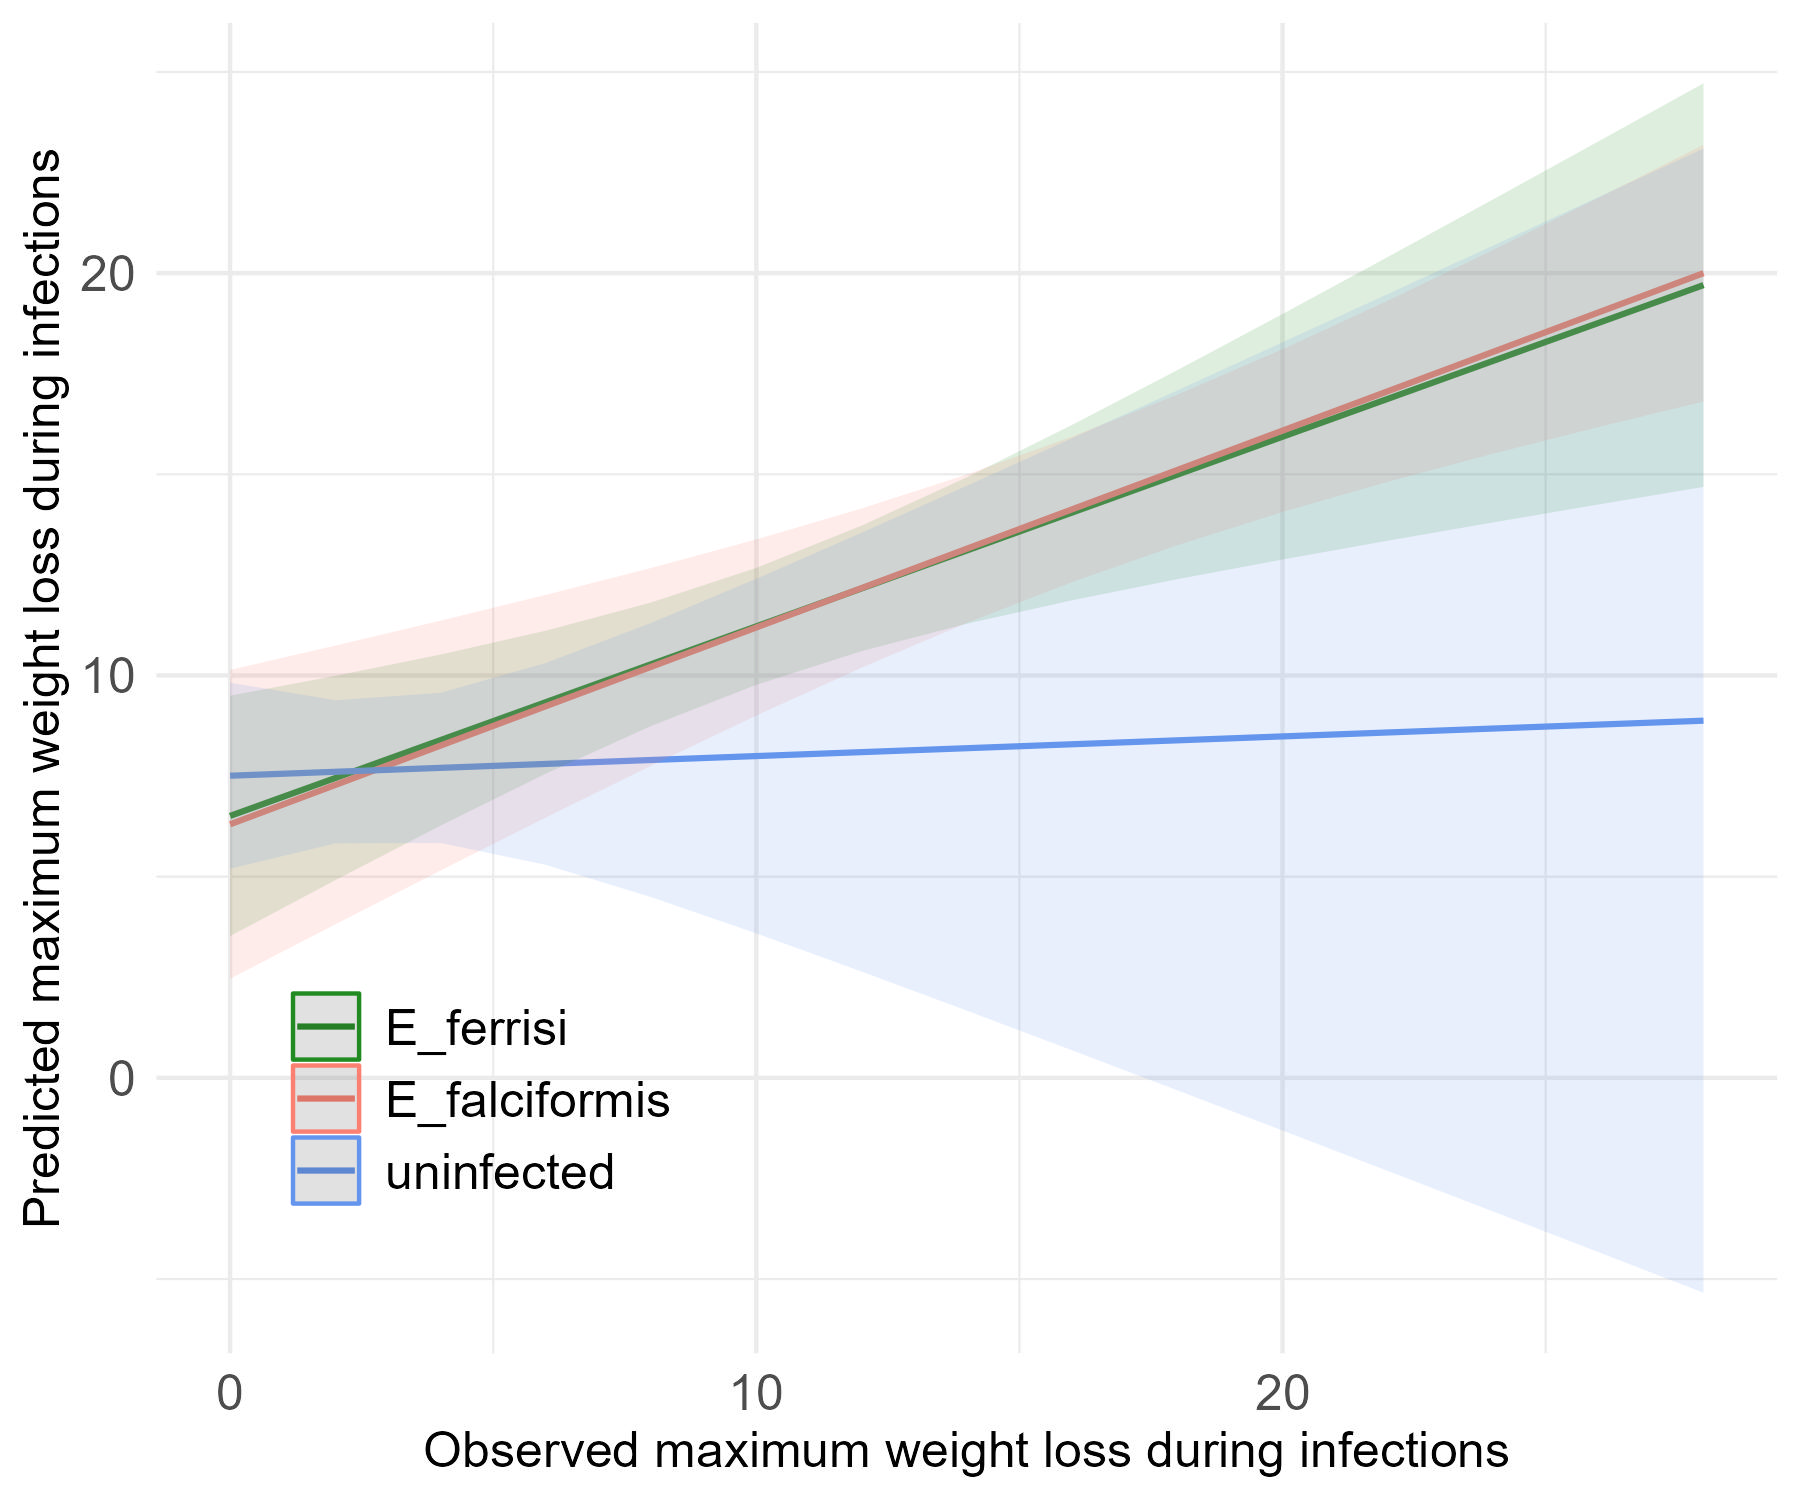 Predicted maximum weight loss during infections
20
10
0
E_ferrisi
E_falciformis
uninfected
0 10 20
Observed maximum weight loss during infections